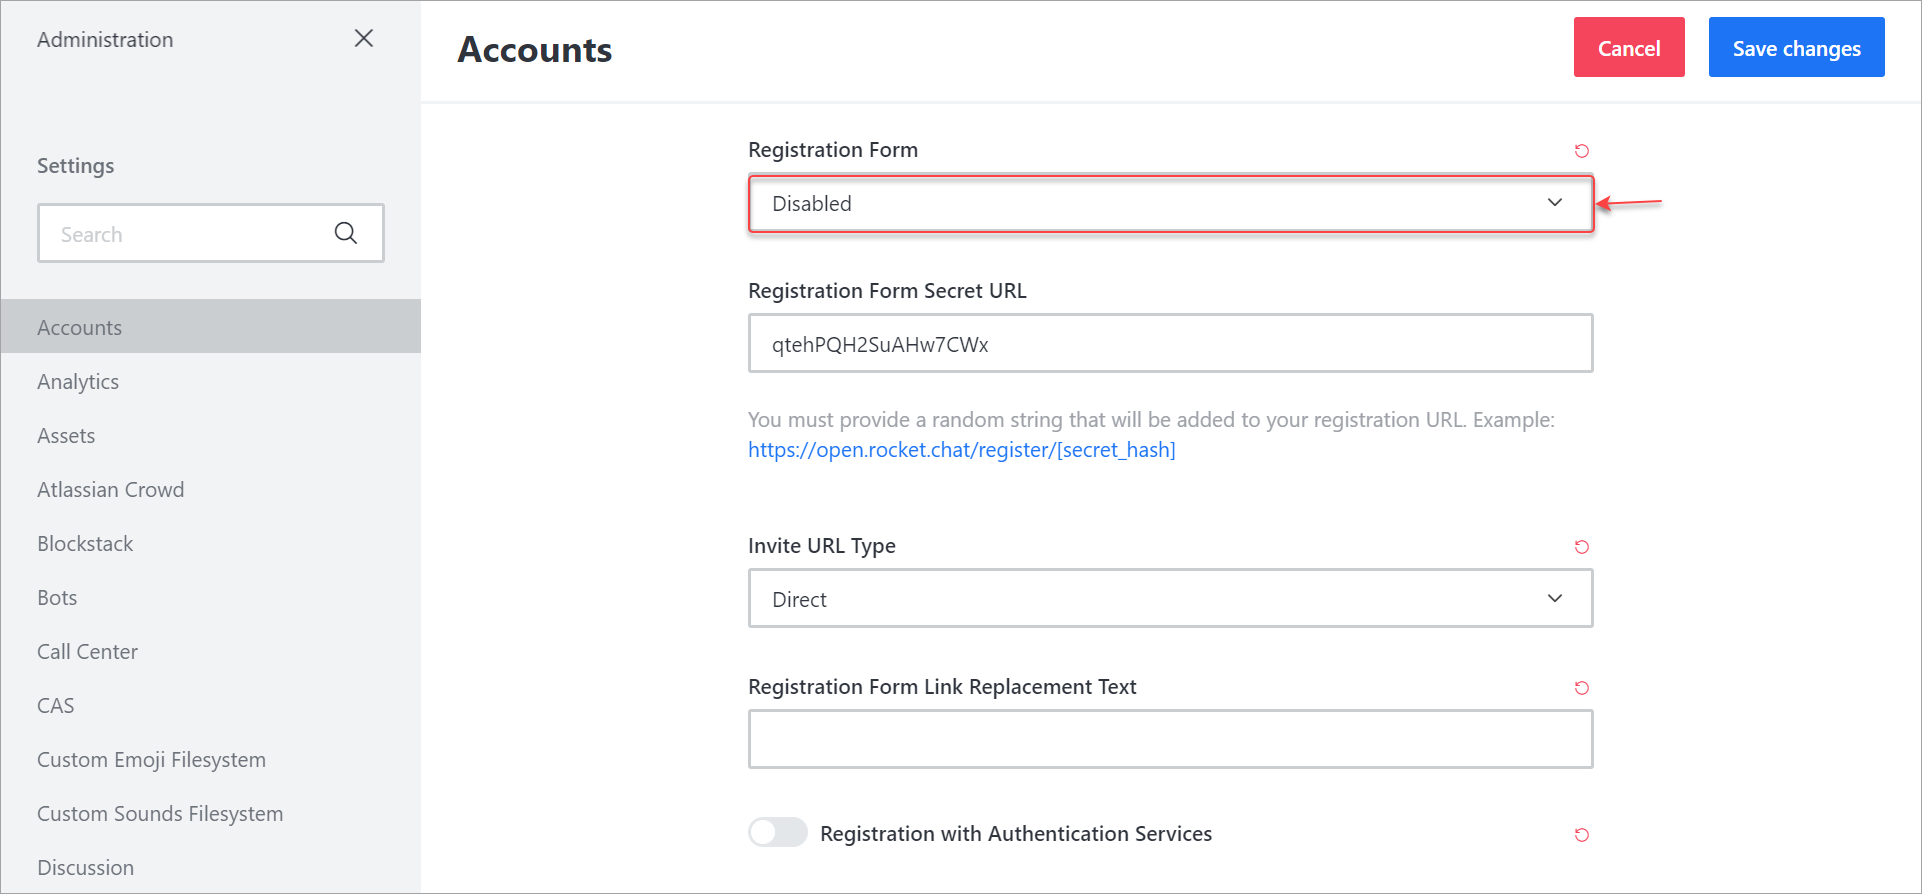 Administration
Settings
Search
Accounts
Analytics
Assets
Atlassian Crowd
Blockstack
Bots
Call Center
CAS
Custom Emoji Filesystem
Custom Sounds Filesystem
Discussion
Accounts
Cancel
Save changes
Registration Form
Disabled
Registration Form Secret URL
qtehPQH2SuAHw7CWx
You must provide a random string that will be added to your registration URL. Example:
https://open.rocket.chat/register/[secret_hash]
Invite URL Type
Direct
Registration Form Link Replacement Text
Registration with Authentication Services